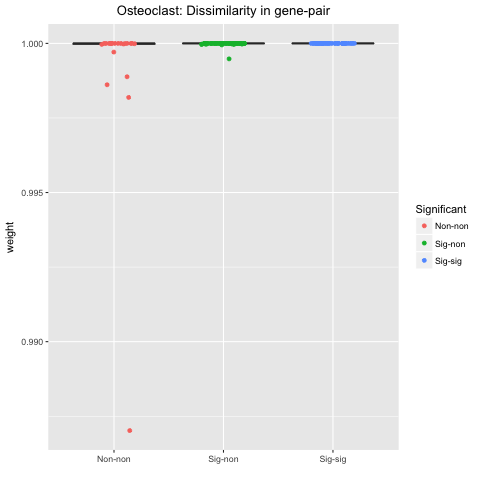 Osteoclast: Dissimilarity in gene-pair
1.000
0.995
0.990
weight
Non-non
Sig-non
Sig-sig
Significant
Non-non
Sig-non
Sig-sig